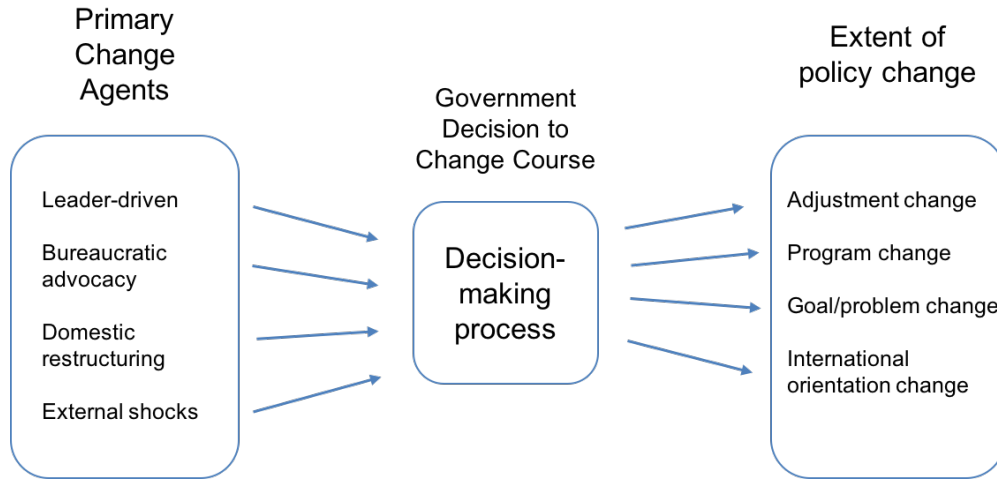 Primary
Change
Agents
Leader-driven
Bureaucratic
advocacy
Domestic
restructuring
External shocks
Government
Decision to
Change Course
Decision-
making
process
Extent of
policy change
Adjustment change
Program change
Goal/problem change
International
orientation change